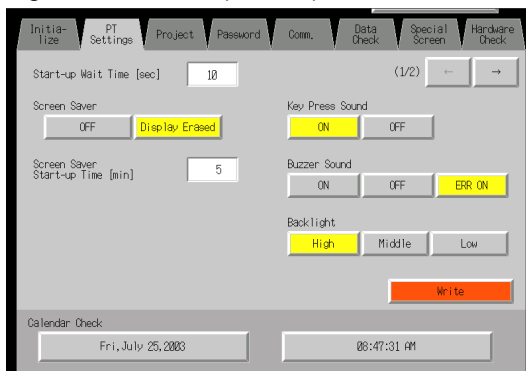 Initia-
lize
PT
Settings
Project
Password
Comm.
Data
Check
Special
Screen
Hardware
Check
Start-up Wait Time [sec]
10
(1/2)
←
→
Screen Saver
OFF
Display Erased
Key Press Sound
ON
OFF
Screen Saver
Start-up Time [min]
5
Buzzer Sound
ON
OFF
ERR ON
Backlight
High
Middle
Low
Write
Calendar Check
Fri,July 25,2003
08:47:31 AM